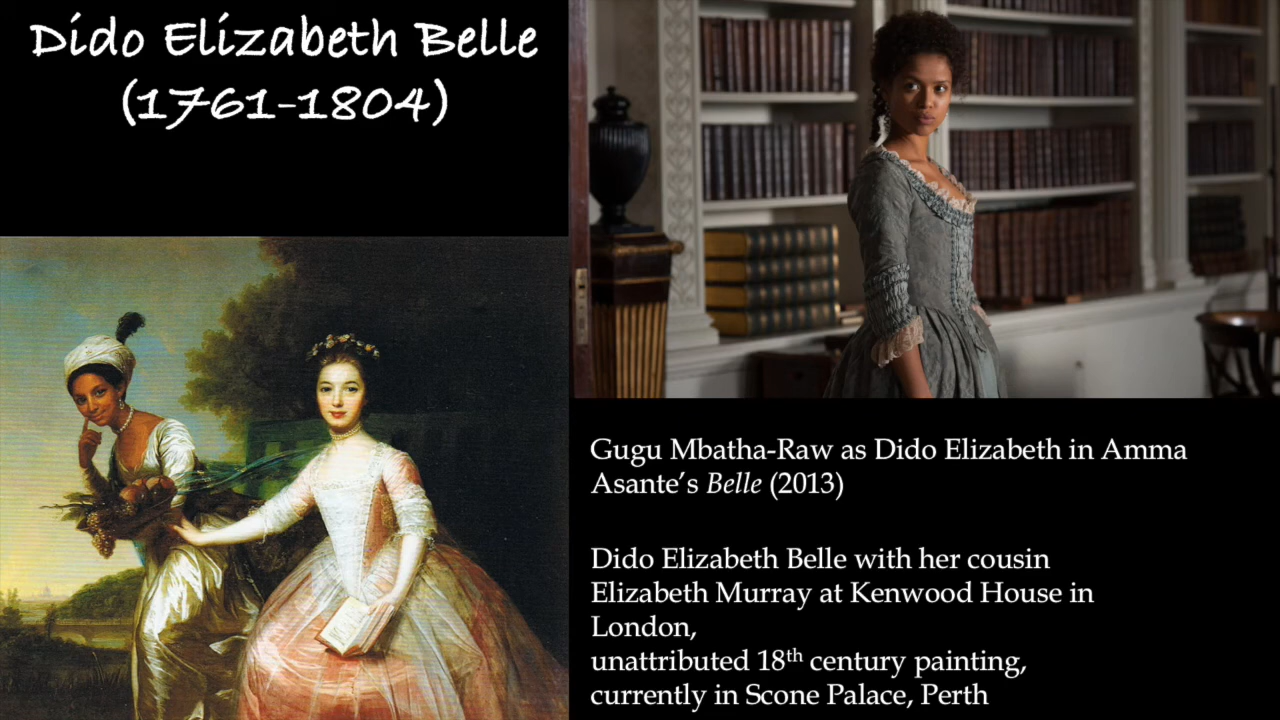 Dido Elizabeth Belle
(1761-1804)
Gugu Mbatha-Raw as Dido Elizabeth in Amma
Asante’s Belle (2013)
Dido Elizabeth Belle with her cousin
Elizabeth Murray at Kenwood House in
London,
unattributed 18th century painting,
currently in Scone Palace, Perth